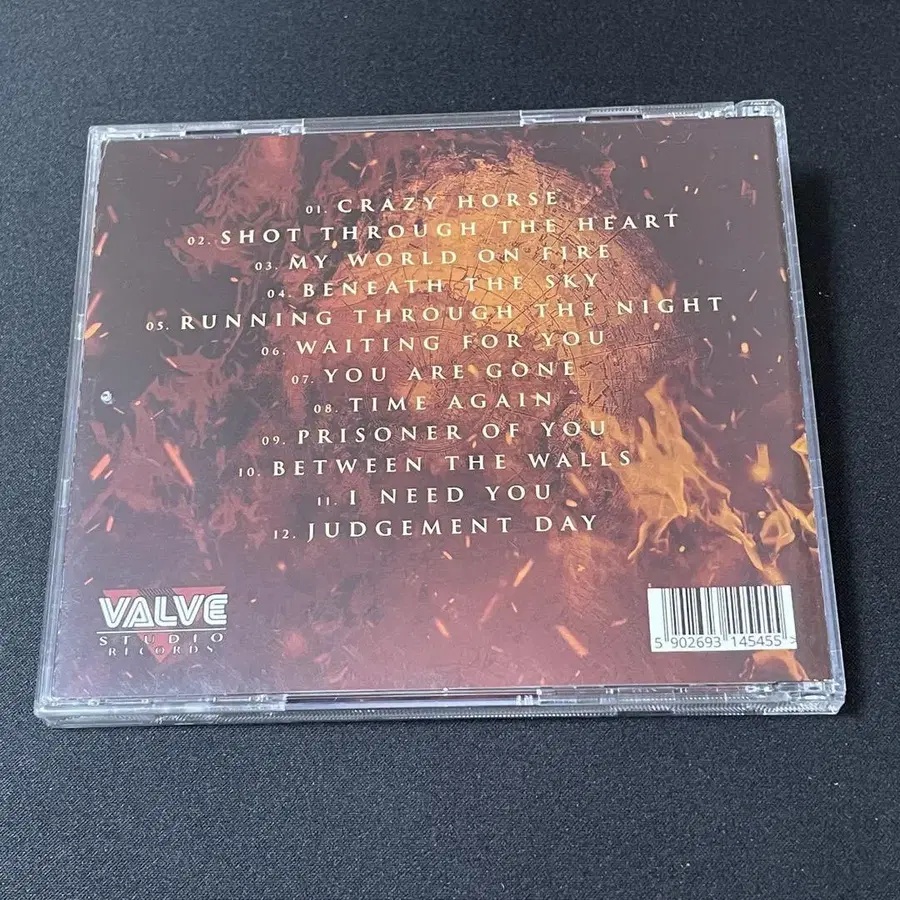 01. CRAZY HORSE
02. SHOT THROUGH THE HEART
03. MY WORLD ON FIRE
04. BENEATH THE SKY
05. RUNNING THROUGH THE NIGHT
06. WAITING FOR YOU
07. YOU ARE GONE
08. TIME AGAIN
09. PRISONER OF YOU
10. BETWEEN THE WALLS
11. I NEED YOU
12. JUDGEMENT DAY
VALVE
STUDIO
RECORDS
5 902693 145455 >